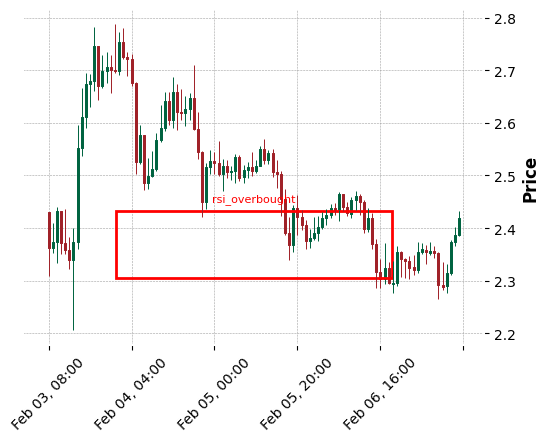 2.8
2.7
2.6
2.5
2.4
2.3
2.2
Price
rsi_overbought
Feb 03, 08:00
Feb 04, 04:00
Feb 05, 00:00
Feb 05, 20:00
Feb 06, 16:00